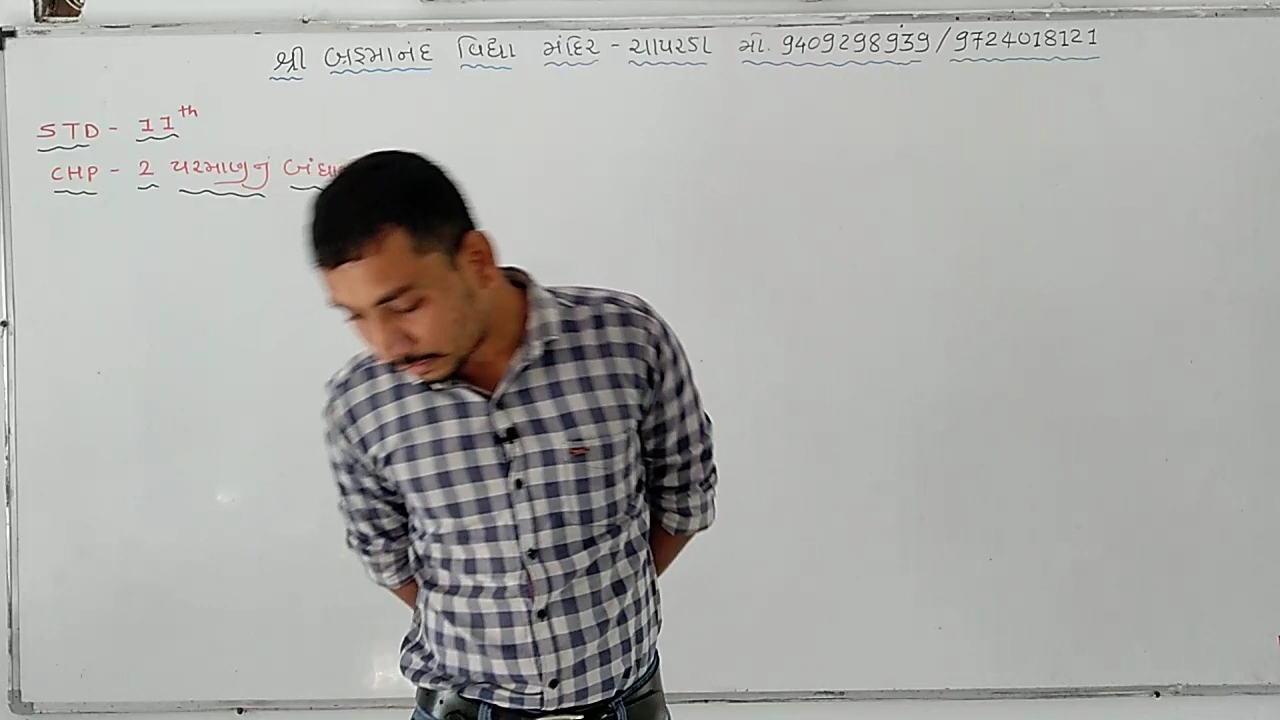 શ્રી બ્રહ્માનંદ વિદ્યા મંદિર - ચાપરડા મો. 9409298939 / 9724018121
STD - 11th
CHP - 2 પરમાણુનું